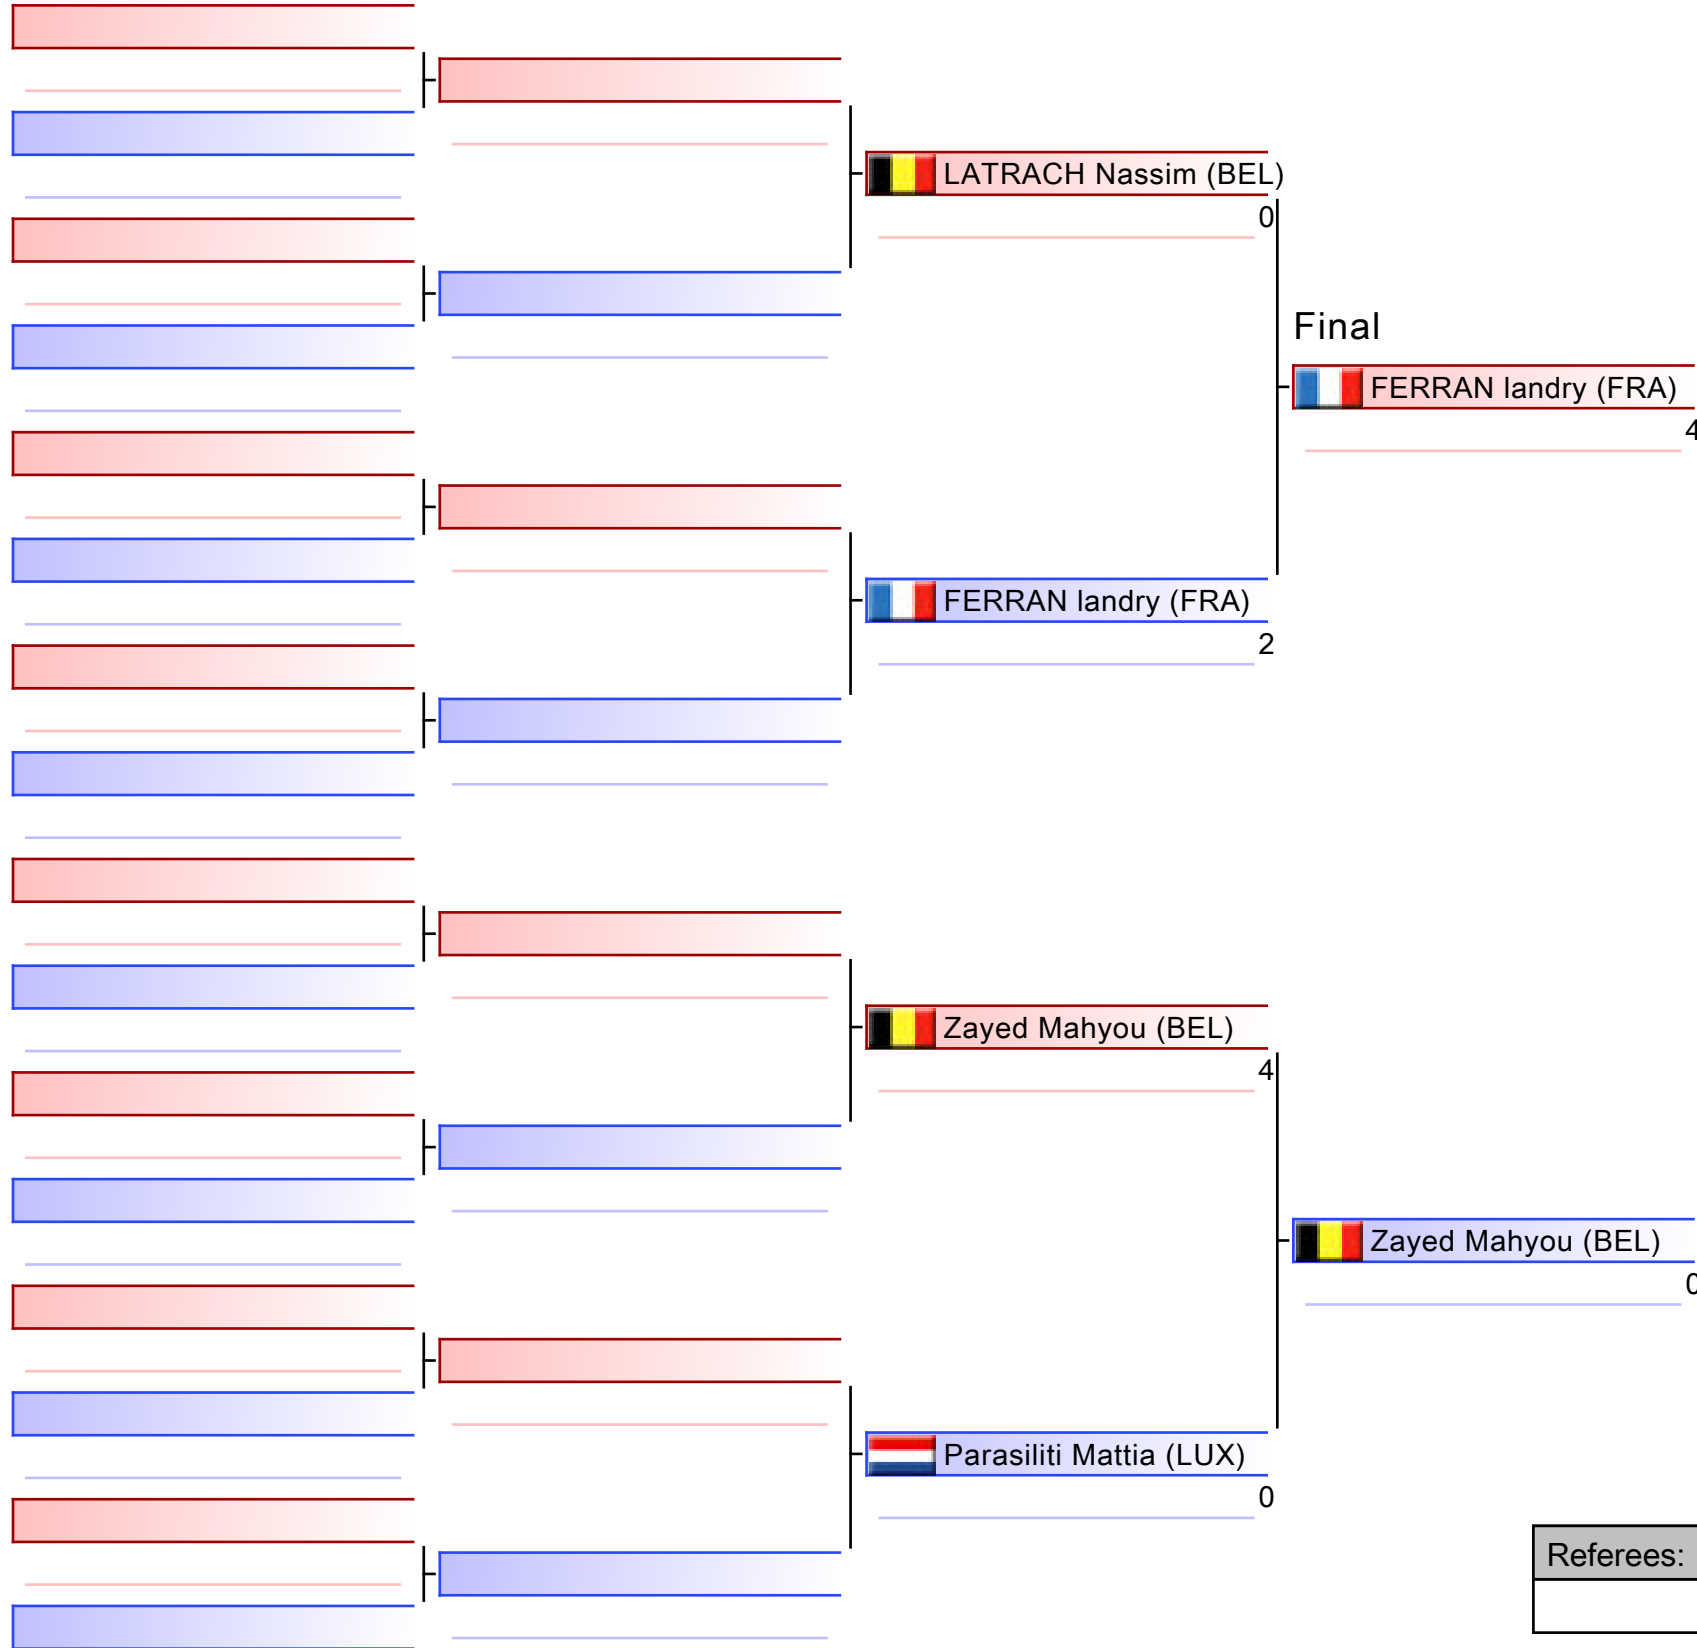 LATRACH Nassim (BEL)
0
Final
FERRAN landry (FRA)
4
FERRAN landry (FRA)
2
Zayed Mahyou (BEL)
4
Zayed Mahyou (BEL)
0
Parasiliti Mattia (LUX)
0
Referees: